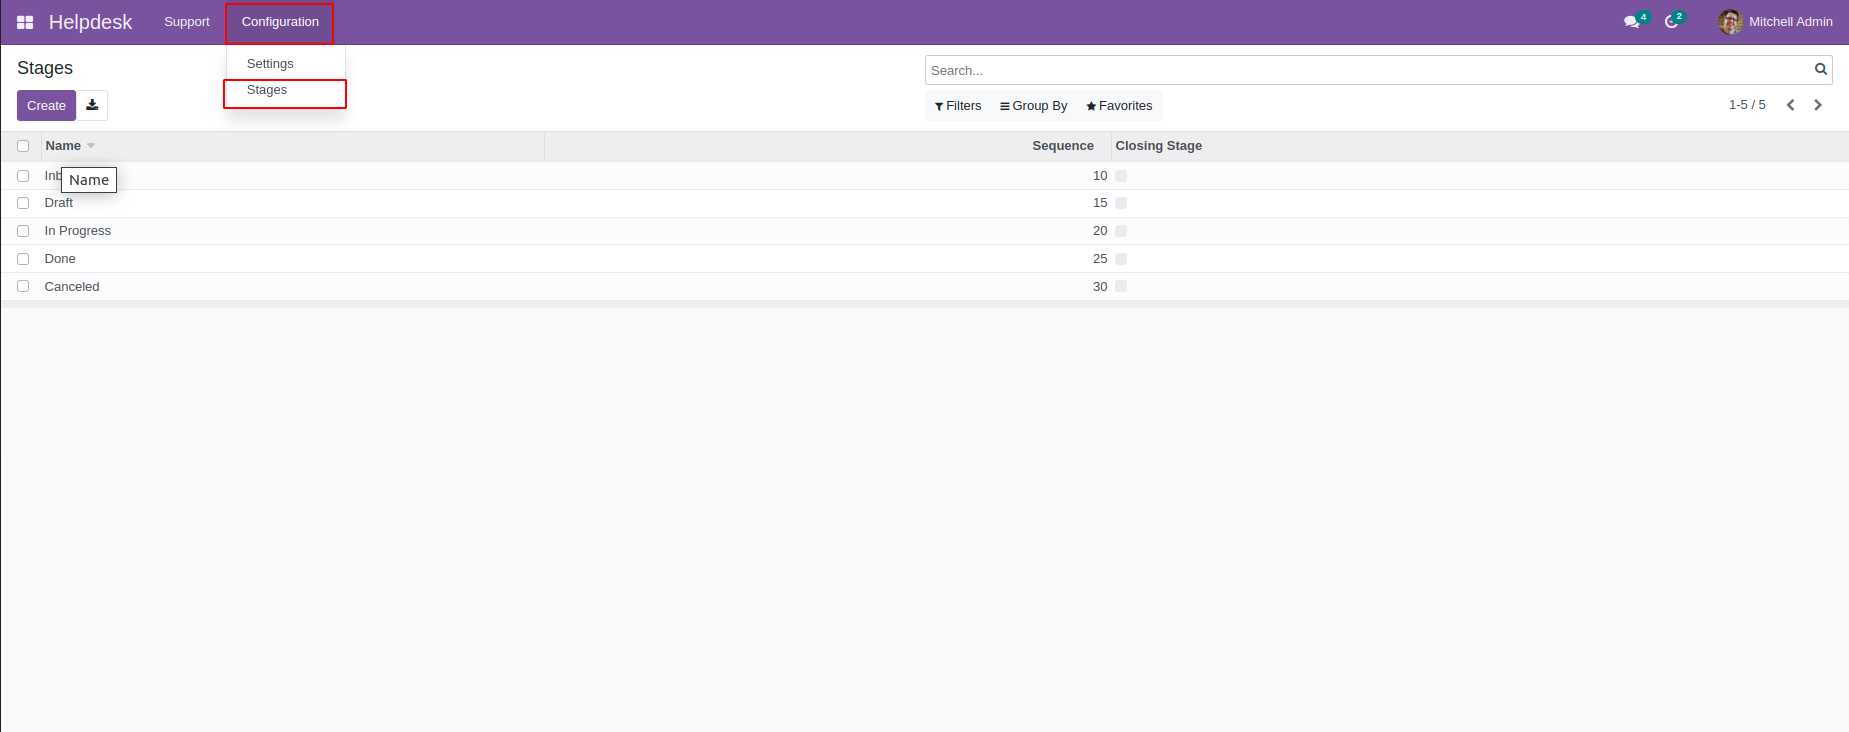 Helpdesk Support Configuration 4 2 Mitchell Admin
Settings
Stages
Stages
Search...
Create
Filters Group By Favorites 1-5 / 5
Name Sequence Closing Stage
Name
10
Draft 15
In Progress 20
Done 25
Canceled 30